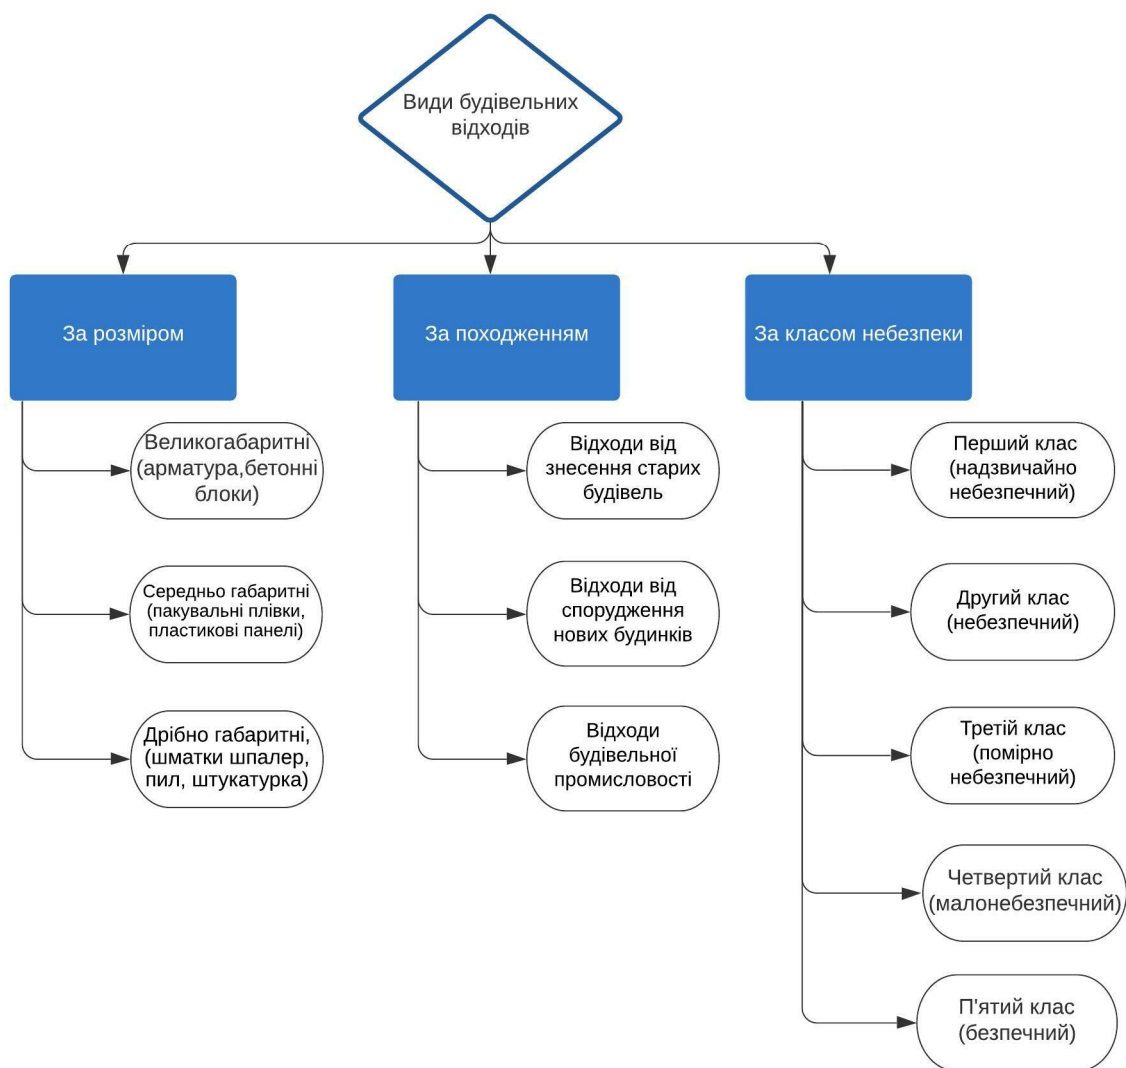 Види будівельних
відходів
За розміром
За походженням
За класом небезпеки
Великогабаритні
(арматура,бетонні
блоки)
Середньо габаритні
(пакувальні плівки,
пластикові панелі)
Дрібно габаритні,
(шматки шпалер,
пил, штукатурка)
Відходи від
знесення старих
будівель
Відходи від
спорудження
нових будинків
Відходи
будівельної
промисловості
Перший клас
(надзвичайно
небезпечний)
Другий клас
(небезпечний)
Третій клас
(помірно
небезпечний)
Четвертий клас
(малонебезпечний)
П'ятий клас
(безпечний)